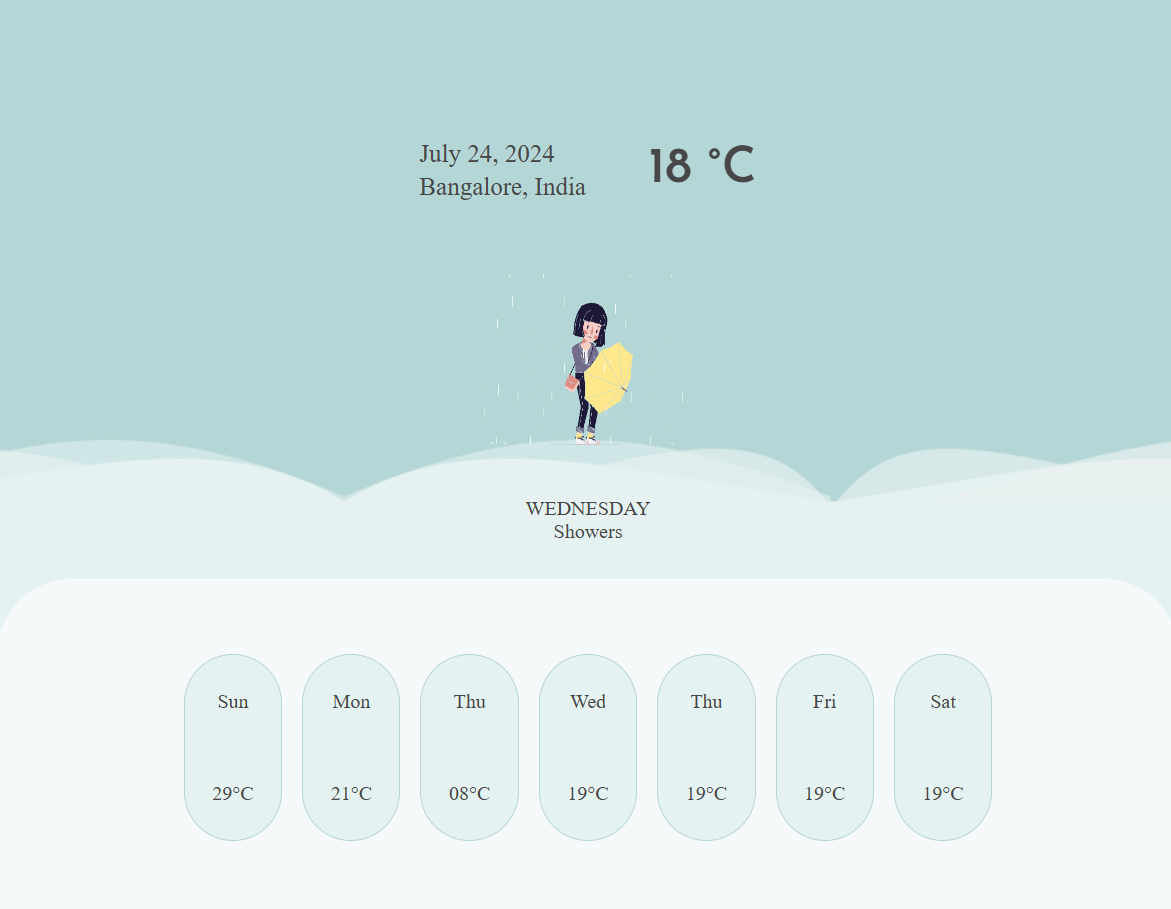 July 24, 2024
Bangalore, India
18 °C
WEDNESDAY
Showers
Sun
Mon
Thu
Wed
Thu
Fri
Sat
29°C
21°C
08°C
19°C
19°C
19°C
19°C